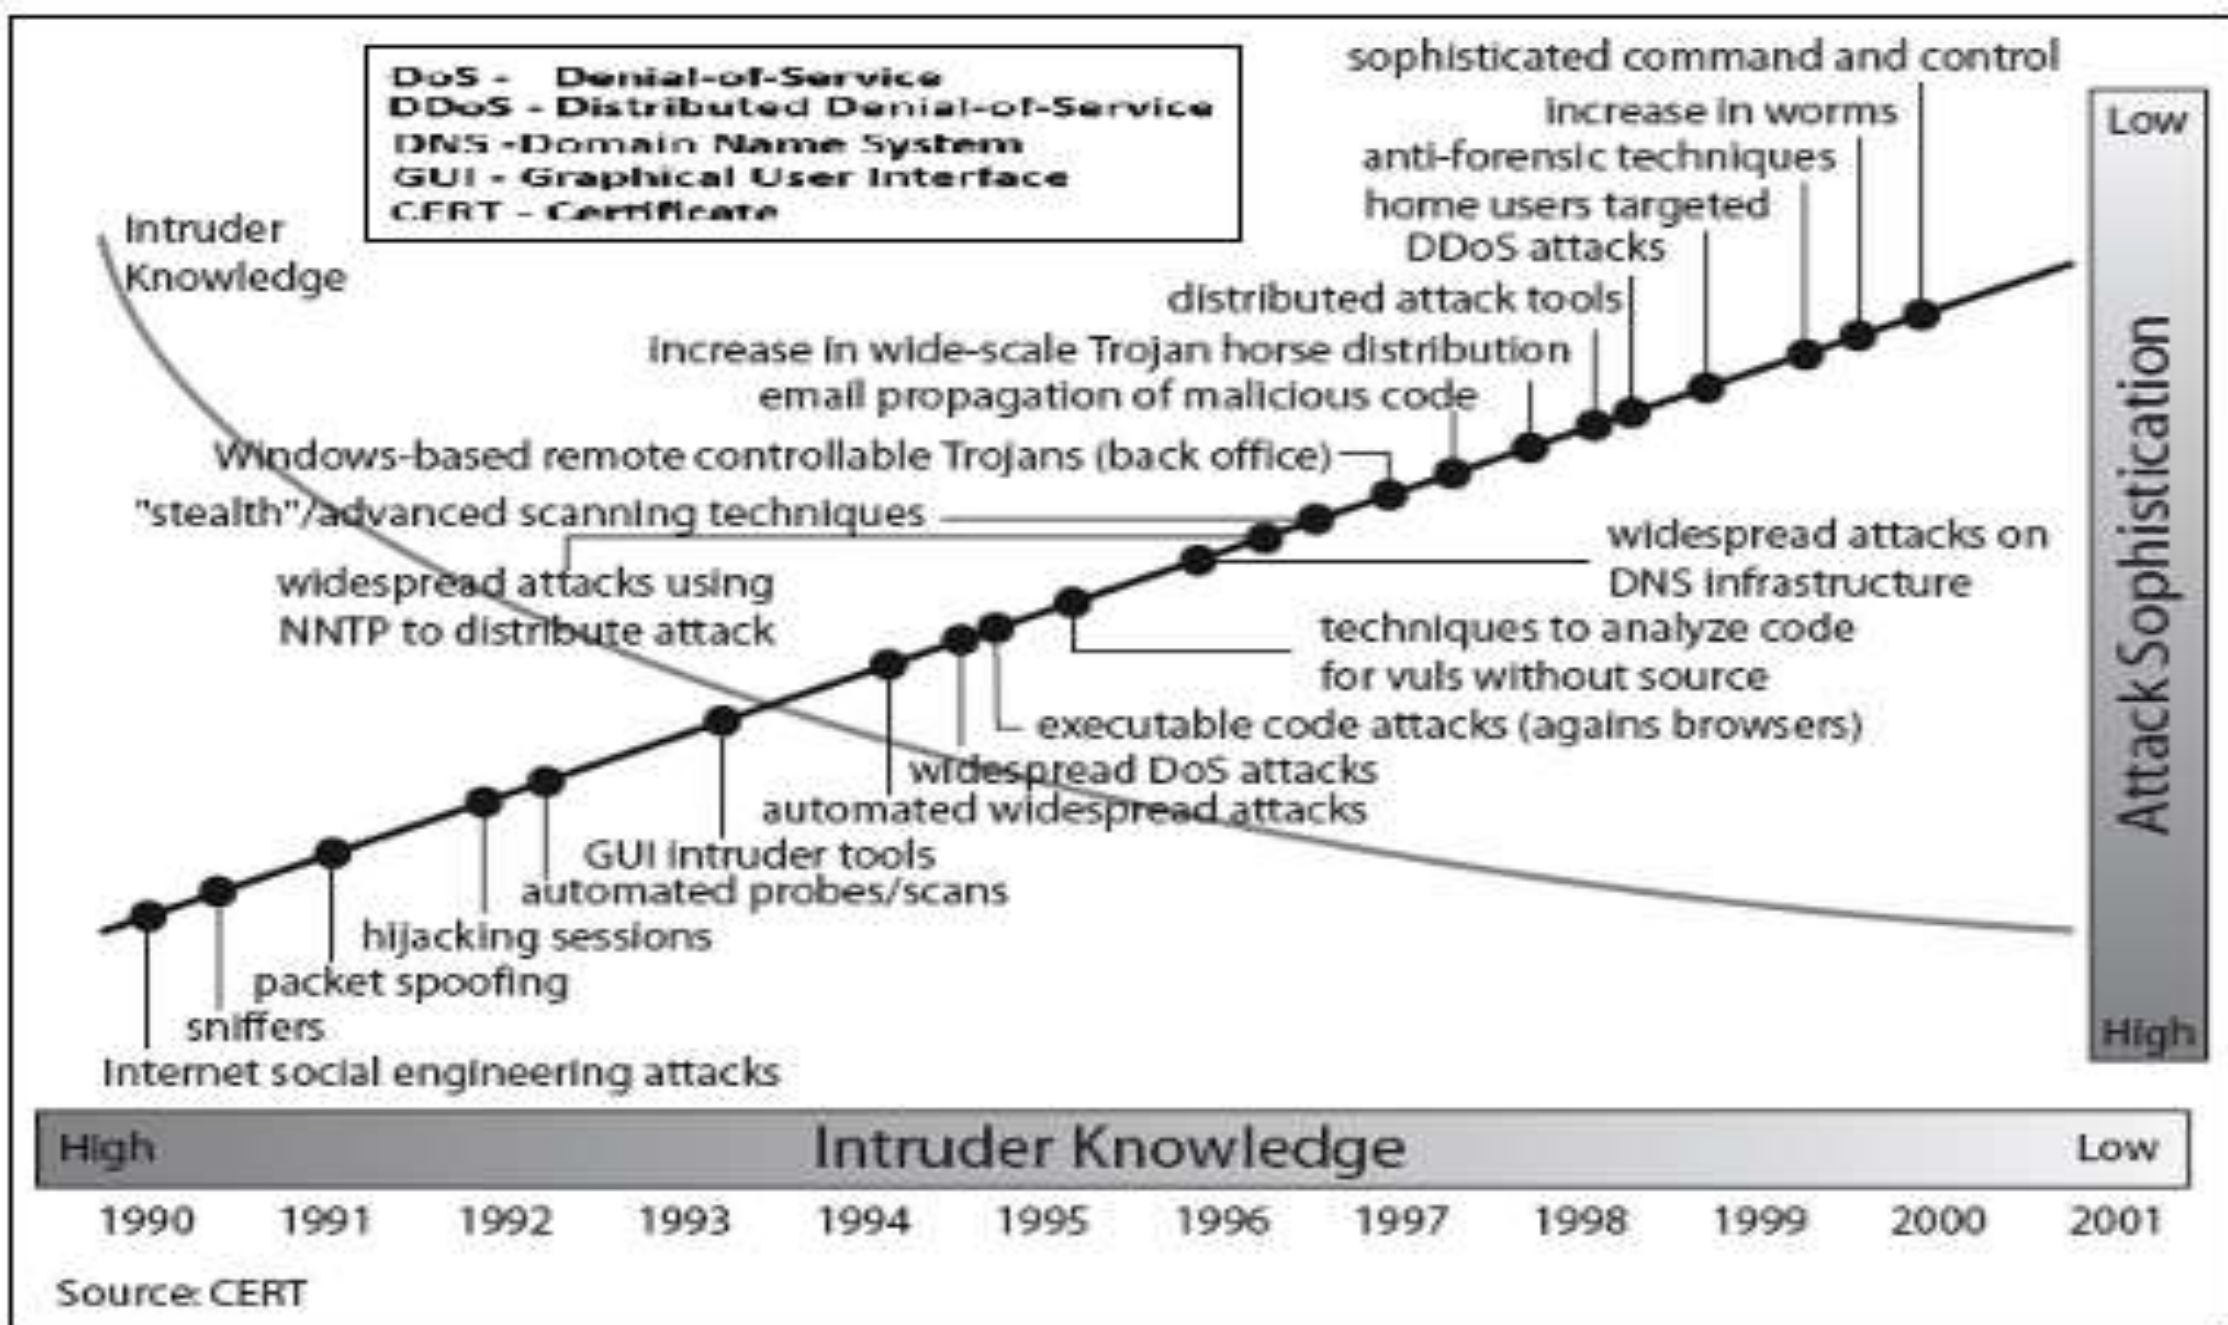 DoS - Denial-of-Service
DDoS - Distributed Denial-of-Service
DNS -Domain Name System
GUI - Graphical User Interface
CERT - Certificate
sophisticated command and control
increase in worms
anti-forensic techniques
home users targeted
DDoS attacks
distributed attack tools
increase in wide-scale Trojan horse distribution
email propagation of malicious code
Windows-based remote controllable Trojans (back office)
"stealth"/advanced scanning techniques
widespread attacks using
NNTP to distribute attack
Intruder
Knowledge
widespread attacks on
DNS infrastructure
techniques to analyze code
for vuls without source
executable code attacks (agains browsers)
widespread DoS attacks
automated widespread attacks
GUI intruder tools
automated probes/scans
hijacking sessions
packet spoofing
sniffers
Internet social engineering attacks
Low
Attack Sophistication
High
High Intruder Knowledge Low
1990 1991 1992 1993 1994 1995 1996 1997 1998 1999 2000 2001
Source: CERT